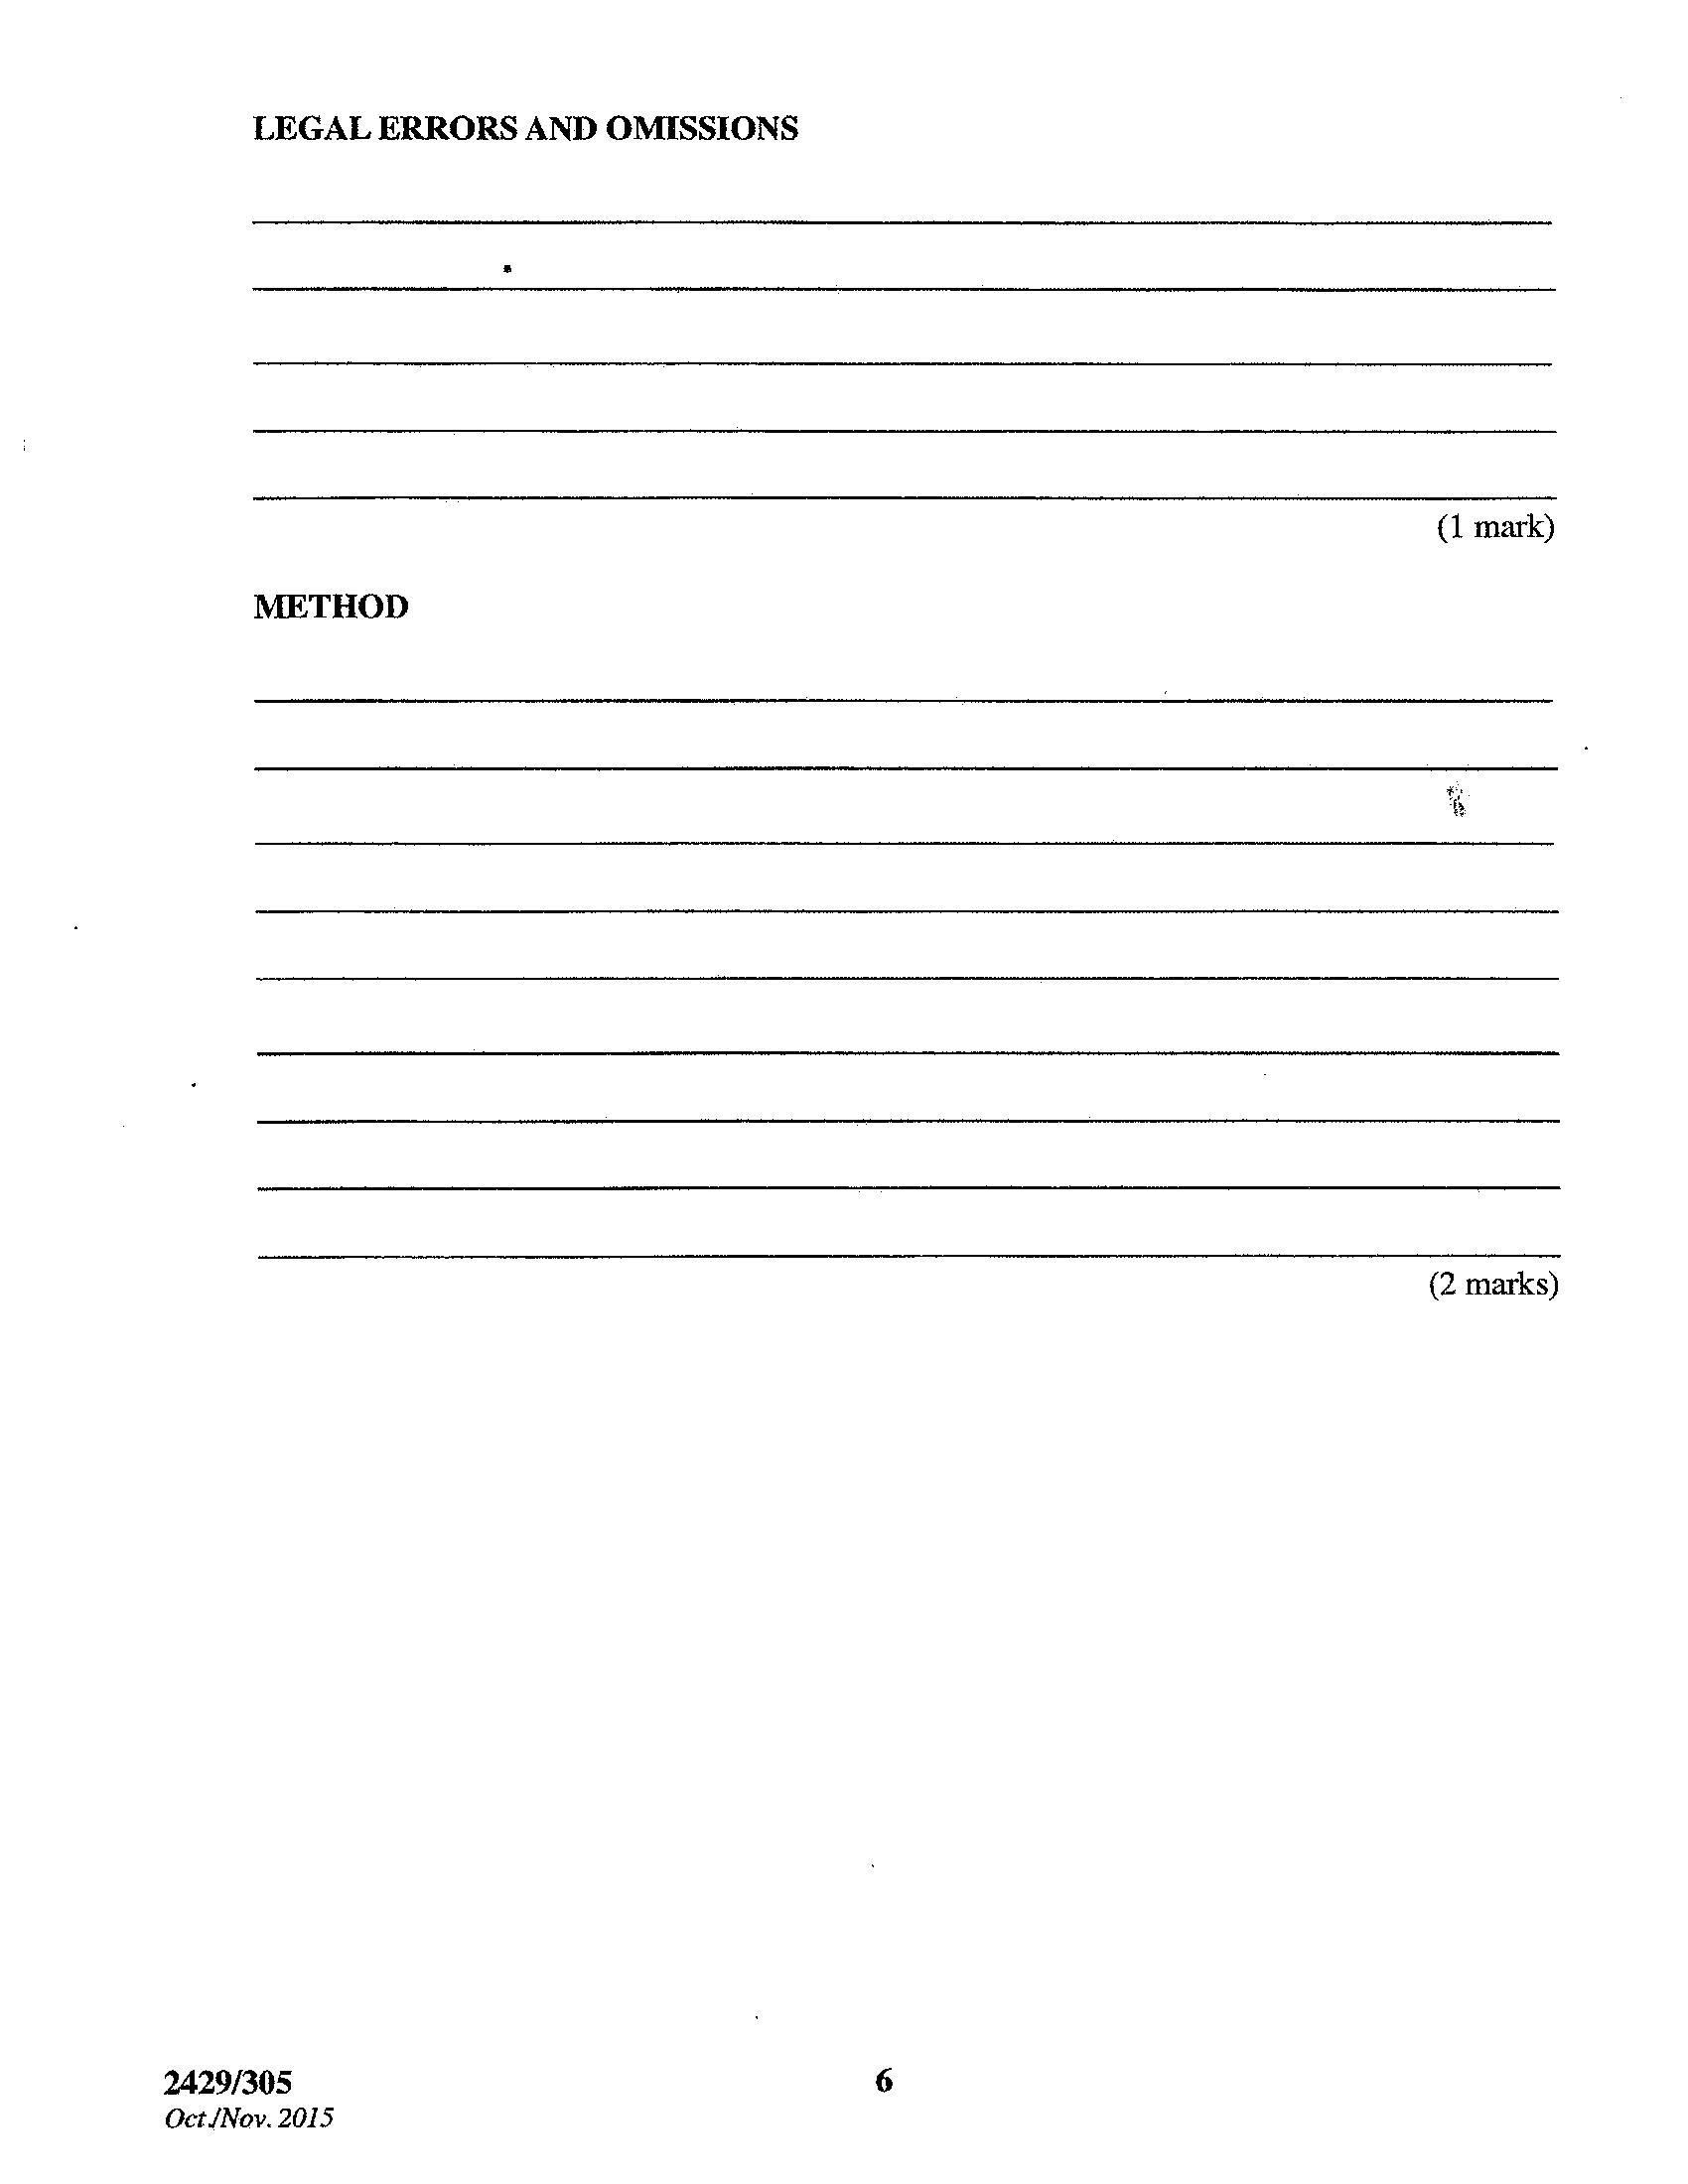 LEGAL ERRORS AND OMISSIONS
(1 mark)
METHOD
(2 marks)
2429/305
6
Oct./Nov. 2015